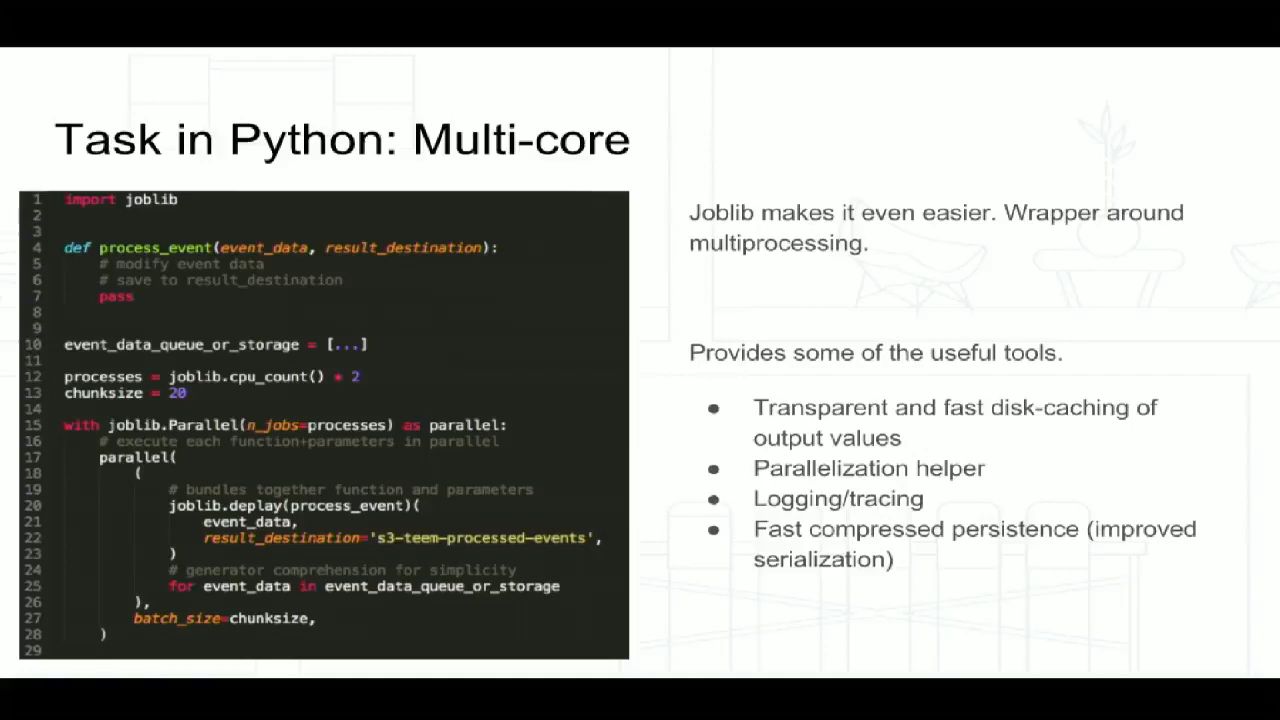 Task in Python: Multi-core
1 import joblib
2
3
4 def process_event(event_data, result_destination):
5 # modify event data
6 # save to result_destination
7 pass
8
9
10 event_data_queue_or_storage = [...]
11
12 processes = joblib.cpu_count() * 2
13 chunksize = 20
14
15 with joblib.Parallel(n_jobs=processes) as parallel:
16 # execute each function+parameters in parallel
17 parallel(
18 (
19 # bundles together function and parameters
20 joblib.deplay(process_event)(
21 event_data,
22 result_destination='s3-teem-processed-events',
23 )
24 # generator comprehension for simplicity
25 for event_data in event_data_queue_or_storage
26 ),
27 batch_size=chunksize,
28 )
29
Joblib makes it even easier. Wrapper around
multiprocessing.
Provides some of the useful tools.
● Transparent and fast disk-caching of
output values
● Parallelization helper
● Logging/tracing
● Fast compressed persistence (improved
serialization)